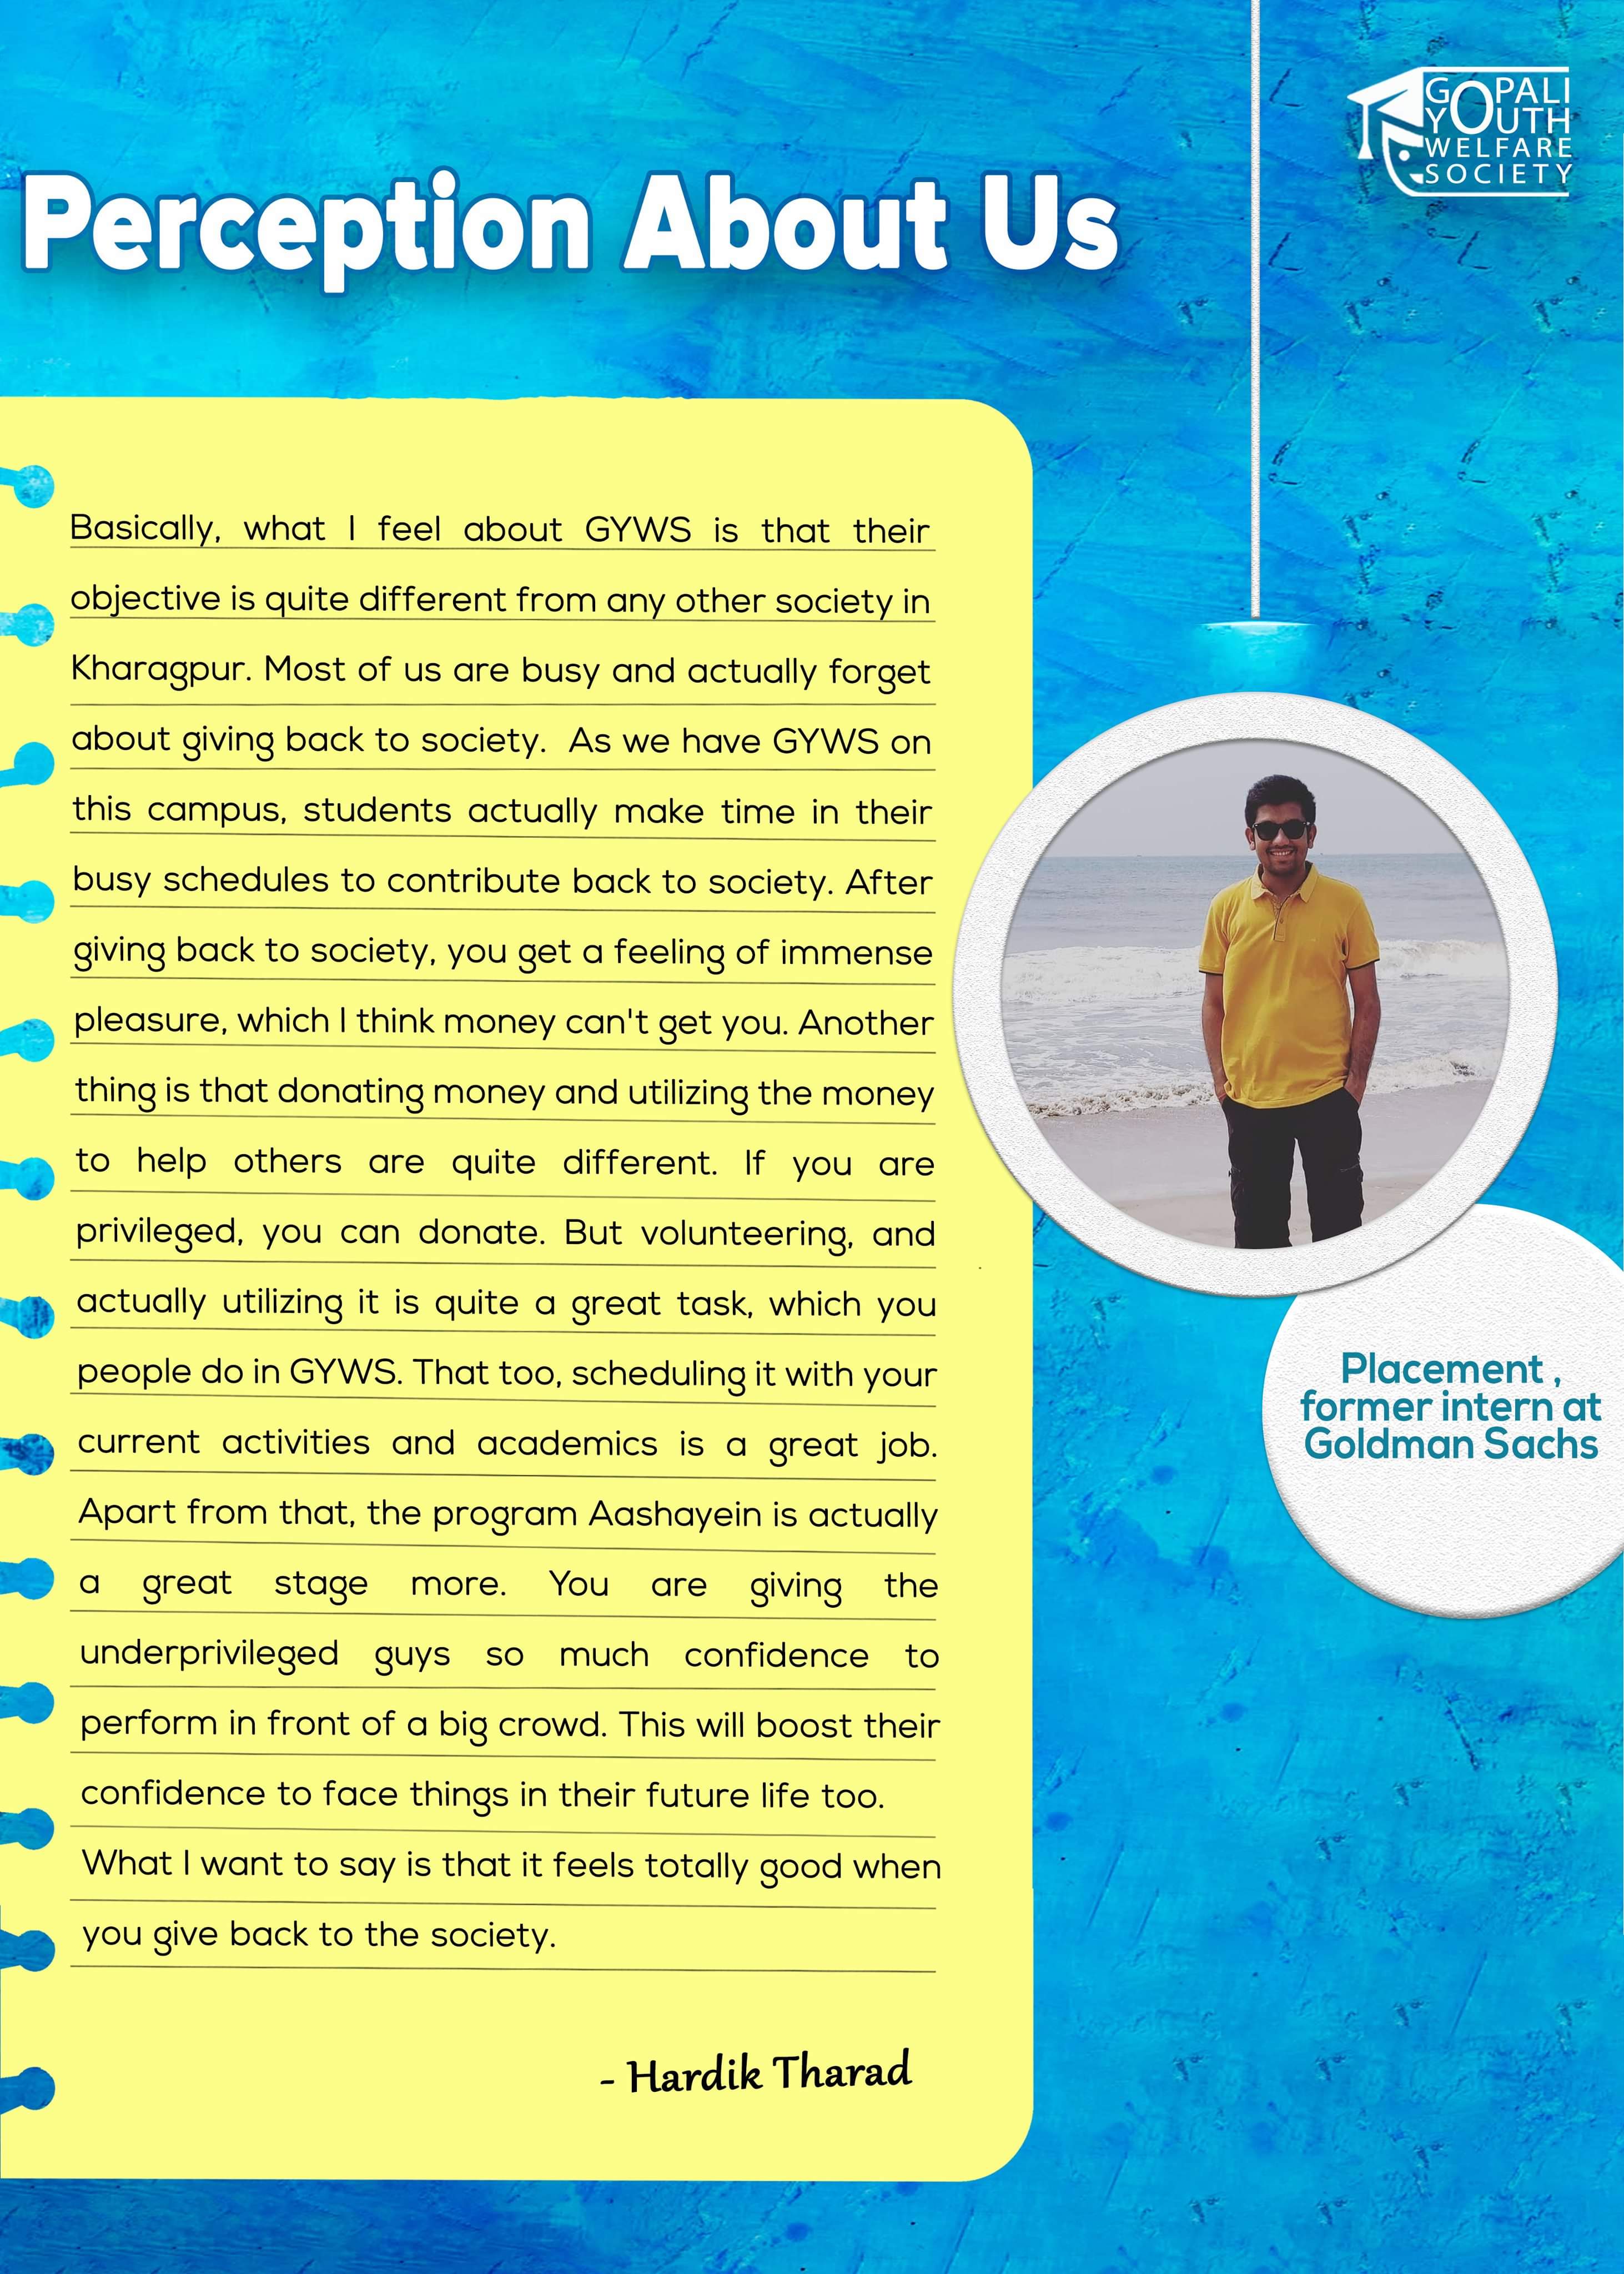 GOPALI
YOUTH
WELFARE
SOCIETY
Perception About Us
Basically, what I feel about GYWS is that their
objective is quite different from any other society in
Kharagpur. Most of us are busy and actually forget
about giving back to society.  As we have GYWS on
this campus, students actually make time in their
busy schedules to contribute back to society. After
giving back to society, you get a feeling of immense
pleasure, which I think money can't get you. Another
thing is that donating money and utilizing the money
to help others are quite different. If you are
privileged, you can donate. But volunteering, and
actually utilizing it is quite a great task, which you
people do in GYWS. That too, scheduling it with your
current activities and academics is a great job.
Apart from that, the program Aashayein is actually
a great stage more. You are giving the
underprivileged guys so much confidence to
perform in front of a big crowd. This will boost their
confidence to face things in their future life too.
What I want to say is that it feels totally good when
you give back to the society.
- Hardik Tharad
Placement ,
former intern at
Goldman Sachs